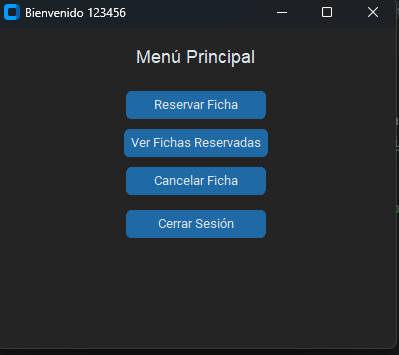 Bienvenido 123456
Menú Principal
Reservar Ficha
Ver Fichas Reservadas
Cancelar Ficha
Cerrar Sesión